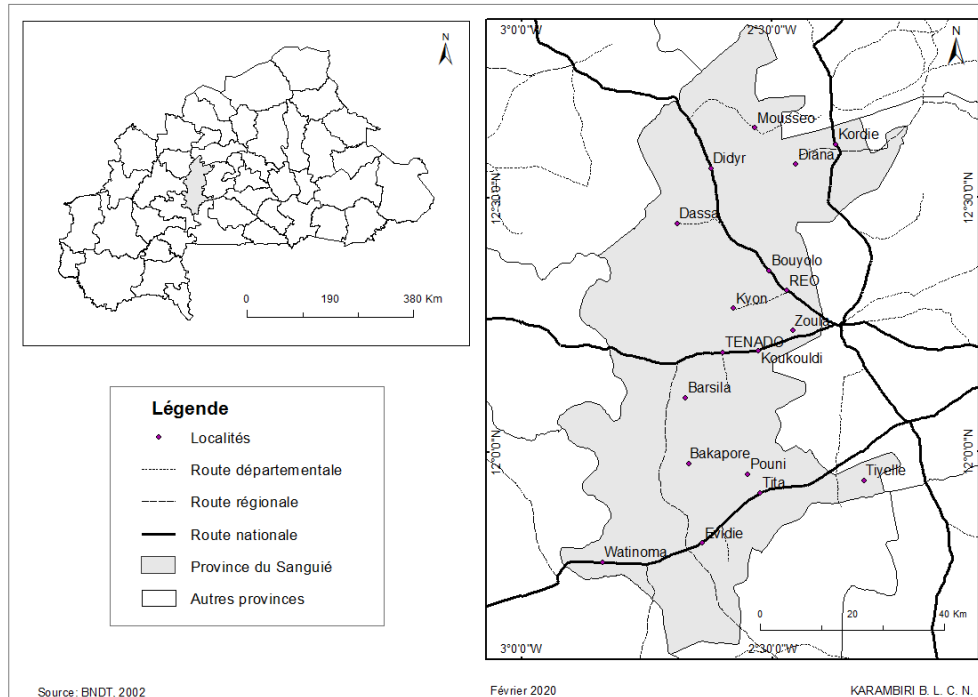 N
0 190 380 Km
Légende
Localités
Route départementale
Route régionale
Route nationale
Province du Sanguié
Autres provinces
3°0'0"W 2°30'0"W
N
Mousseo
Kordie
Didyr
Diana
12°30'0"N 12°30'0"N
Dassa
Bouyolo
REO
Kyon
Zoula
TENADO
Koukouldi
Barsila
12°0'0"N 12°0'0"N
Bakapore
Pouni
Tita
Tiyelle
Evidie
Watinoma
0 20 40 Km
3°0'0"W 2°30'0"W
Source: BNDT, 2002 Février 2020 KARAMBIRI B. L. C. N.